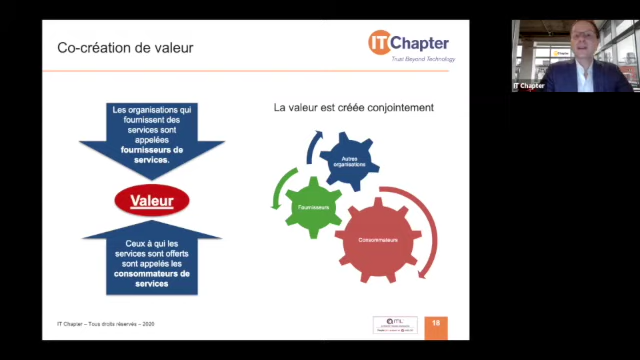 Co-création de valeur
ITChapter
Trust Beyond Technology
Les organisations qui
fournissent des
services sont
appelées
fournisseurs de
services.
Valeur
Ceux à qui les
services sont offerts
sont appelés les
consommateurs de
services
La valeur est créée conjointement
Autres
organisations
Fournisseurs
Consommateurs
IT Chapter – Tous droits réservés – 2020
18
IT Chapter